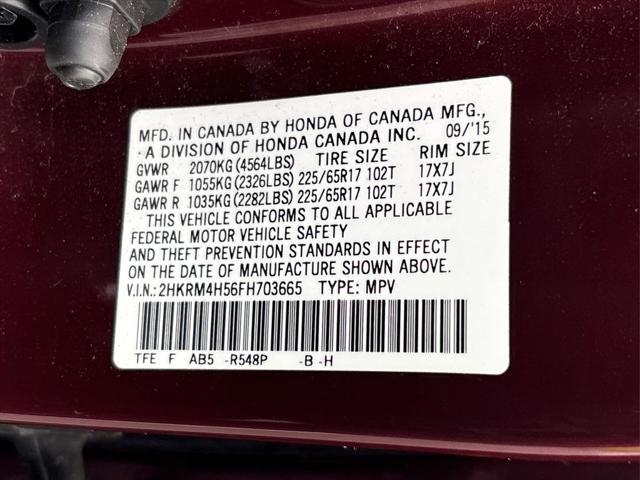 MFD. IN CANADA BY HONDA OF CANADA MFG.,
-A DIVISION OF HONDA CANADA INC. 09/'15
GVWR 2070KG(4564LBS) TIRE SIZE RIM SIZE
GAWR F 1055KG(2326LBS) 225/65R17 102T 17X7J
GAWR R 1035KG(2282LBS) 225/65R17 102T 17X7J
THIS VEHICLE CONFORMS TO ALL APPLICABLE
FEDERAL MOTOR VEHICLE SAFETY
AND THEFT PREVENTION STANDARDS IN EFFECT
ON THE DATE OF MANUFACTURE SHOWN ABOVE.
V.I.N.: 2HKRM4H56FH703665 TYPE: MPV
TFE F AB5 -R548P -B -H